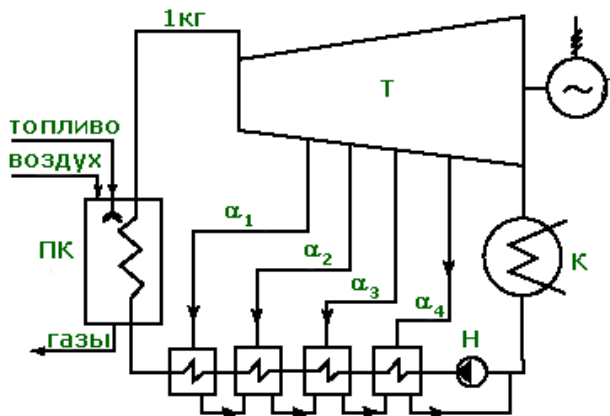 1кг
Т
топливо
воздух
ПК
α₁
α₂
α₃
α₄
К
газы
Н